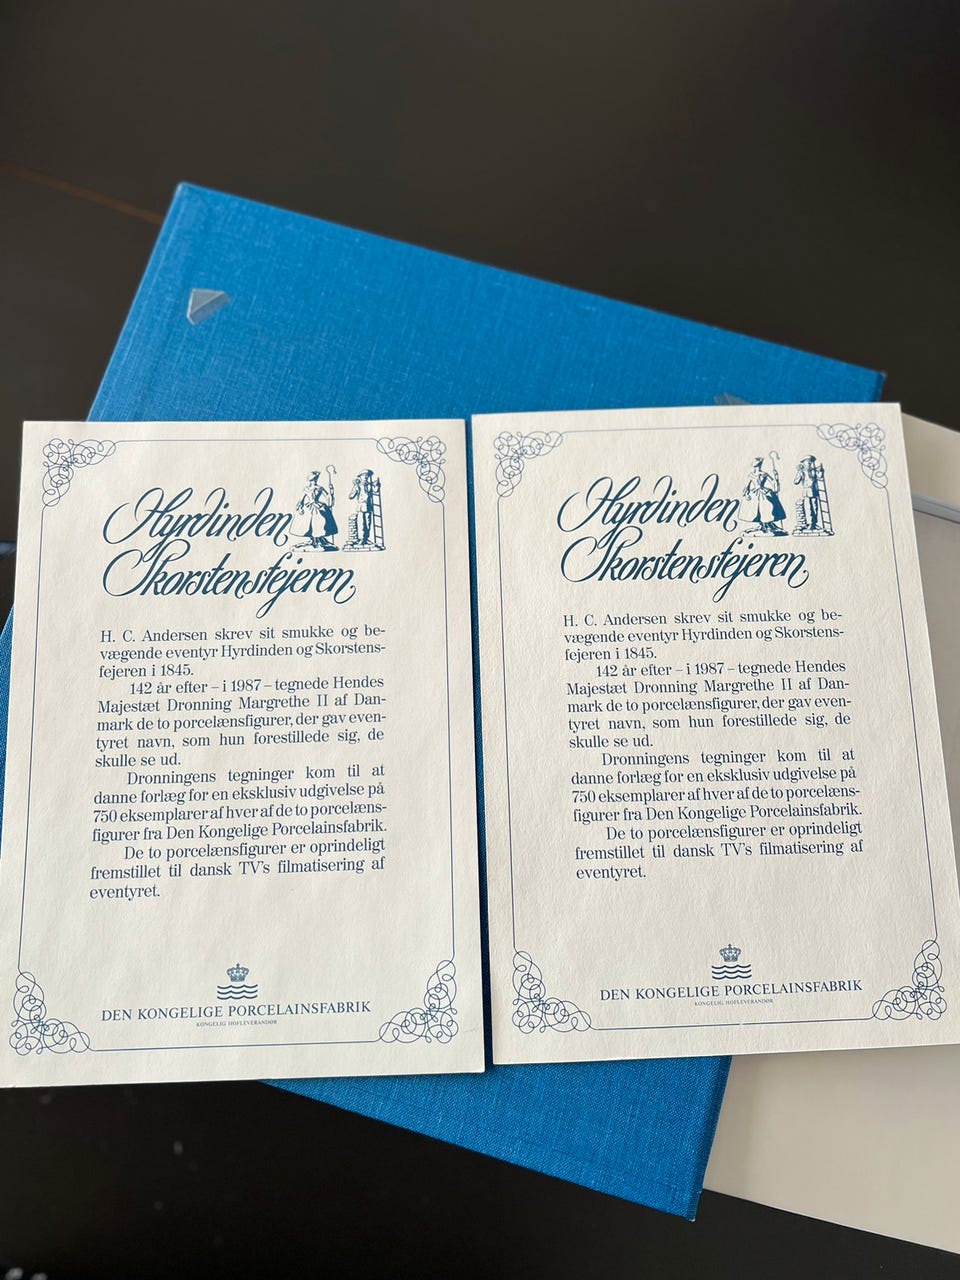 Hyrdinden
Skorstensfejeren
H. C. Andersen skrev sit smukke og be-
vægende eventyr Hyrdinden og Skorstens-
fejeren i 1845.
142 år efter – i 1987 – tegnede Hendes
Majestæt Dronning Margrethe II af Dan-
mark de to porcelænsfigurer, der gav even-
tyret navn, som hun forestillede sig, de
skulle se ud.
Dronningens tegninger kom til at
danne forlæg for en eksklusiv udgivelse på
750 eksemplarer af hver af de to porcelæns-
figurer fra Den Kongelige Porcelainsfabrik.
De to porcelænsfigurer er oprindeligt
fremstillet til dansk TV's filmatisering af
eventyret.
DEN KONGELIGE PORCELAINSFABRIK
KONGELIG HOFLEVERANDØR
Hyrdinden
Skorstensfejeren
H. C. Andersen skrev sit smukke og be-
vægende eventyr Hyrdinden og Skorstens-
fejeren i 1845.
142 år efter – i 1987 – tegnede Hendes
Majestæt Dronning Margrethe II af Dan-
mark de to porcelænsfigurer, der gav even-
tyret navn, som hun forestillede sig, de
skulle se ud.
Dronningens tegninger kom til at
danne forlæg for en eksklusiv udgivelse på
750 eksemplarer af hver af de to porcelæns-
figurer fra Den Kongelige Porcelainsfabrik.
De to porcelænsfigurer er oprindeligt
fremstillet til dansk TV's filmatisering af
eventyret.
DEN KONGELIGE PORCELAINSFABRIK
KONGELIG HOFLEVERANDØR